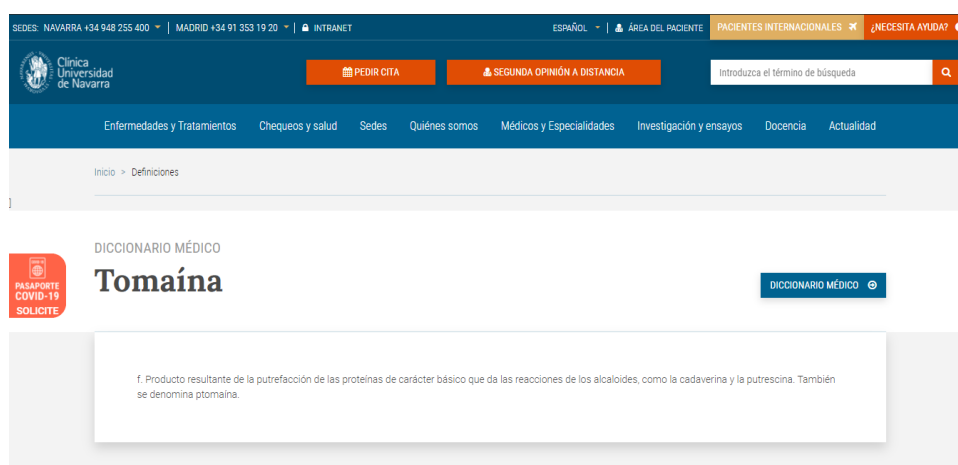 SEDES: NAVARRA +34 948 255 400 | MADRID +34 91 353 19 20 | INTRANET
ESPAÑOL | ÁREA DEL PACIENTE PACIENTES INTERNACIONALES ¿NECESITA AYUDA?
Clínica
Universidad
de Navarra
PEDIR CITA
SEGUNDA OPINIÓN A DISTANCIA
Introduzca el término de búsqueda
Enfermedades y Tratamientos Chequeos y salud Sedes Quiénes somos Médicos y Especialidades Investigación y ensayos Docencia Actualidad
Inicio > Definiciones
DICCIONARIO MÉDICO
Tomaína
DICCIONARIO MÉDICO
PASAPORTE
COVID-19
SOLICITE
f. Producto resultante de la putrefacción de las proteínas de carácter básico que da las reacciones de los alcaloides, como la cadaverina y la putrescina. También
se denomina ptomaína.